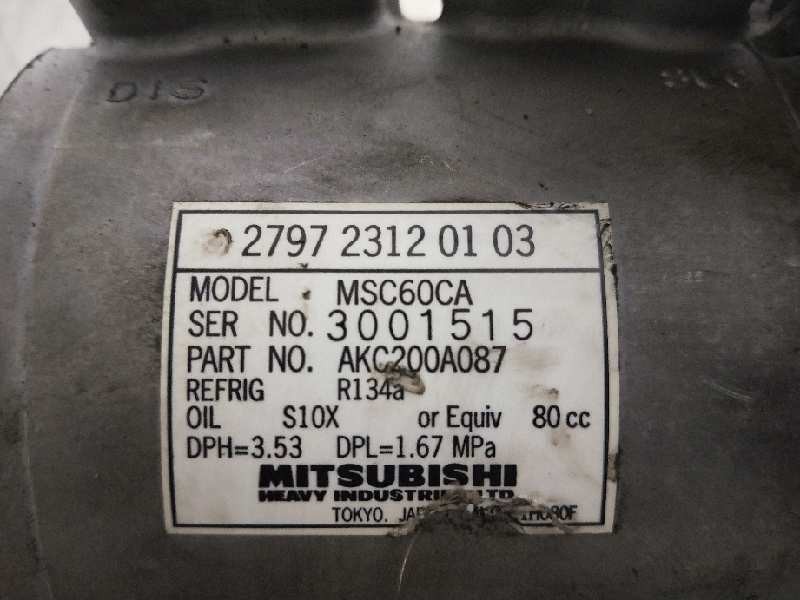 DIS
2797 2312 01 03
MODEL MSC60CA
SER NO. 3001515
PART NO. AKC200A087
REFRIG R134a
OIL S10X or Equiv 80 cc
DPH=3.53 DPL=1.67 MPa
MITSUBISHI
HEAVY INDUSTRIES, LTD.
TOKYO,